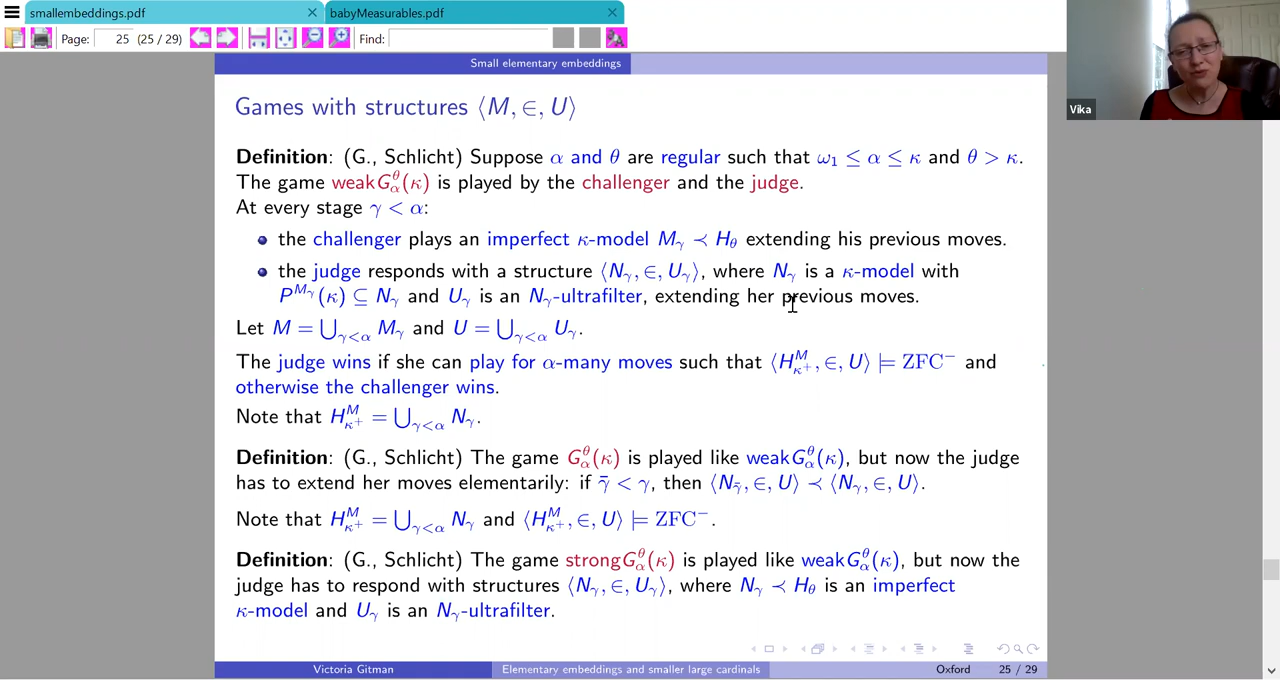 smallembeddings.pdf
babyMeasurables.pdf
Page: 25 (25 / 29) Find:
Vika
Small elementary embeddings
Games with structures ⟨M, ∈, U⟩
Definition: (G., Schlicht) Suppose α and θ are regular such that ω₁ ≤ α ≤ κ and θ > κ.
The game weakG^θ_α(κ) is played by the challenger and the judge.
At every stage γ < α:
the challenger plays an imperfect κ-model M_γ ≺ H_θ extending his previous moves.
the judge responds with a structure ⟨N_γ, ∈, U_γ⟩, where N_γ is a κ-model with
P^{M_γ}(κ) ⊆ N_γ and U_γ is an N_γ-ultrafilter, extending her previous moves.
Let M = ⋃_{γ<α} M_γ and U = ⋃_{γ<α} U_γ.
The judge wins if she can play for α-many moves such that ⟨H^M_{κ⁺}, ∈, U⟩ ⊨ ZFC⁻ and
otherwise the challenger wins.
Note that H^M_{κ⁺} = ⋃_{γ<α} N_γ.
Definition: (G., Schlicht) The game G^θ_α(κ) is played like weakG^θ_α(κ), but now the judge
has to extend her moves elementarily: if γ̄ < γ, then ⟨N_γ̄, ∈, U⟩ ≺ ⟨N_γ, ∈, U⟩.
Note that H^M_{κ⁺} = ⋃_{γ<α} N_γ and ⟨H^M_{κ⁺}, ∈, U⟩ ⊨ ZFC⁻.
Definition: (G., Schlicht) The game strongG^θ_α(κ) is played like weakG^θ_α(κ), but now the
judge has to respond with structures ⟨N_γ, ∈, U_γ⟩, where N_γ ≺ H_θ is an imperfect
κ-model and U_γ is an N_γ-ultrafilter.
Victoria Gitman
Elementary embeddings and smaller large cardinals
Oxford
25 / 29